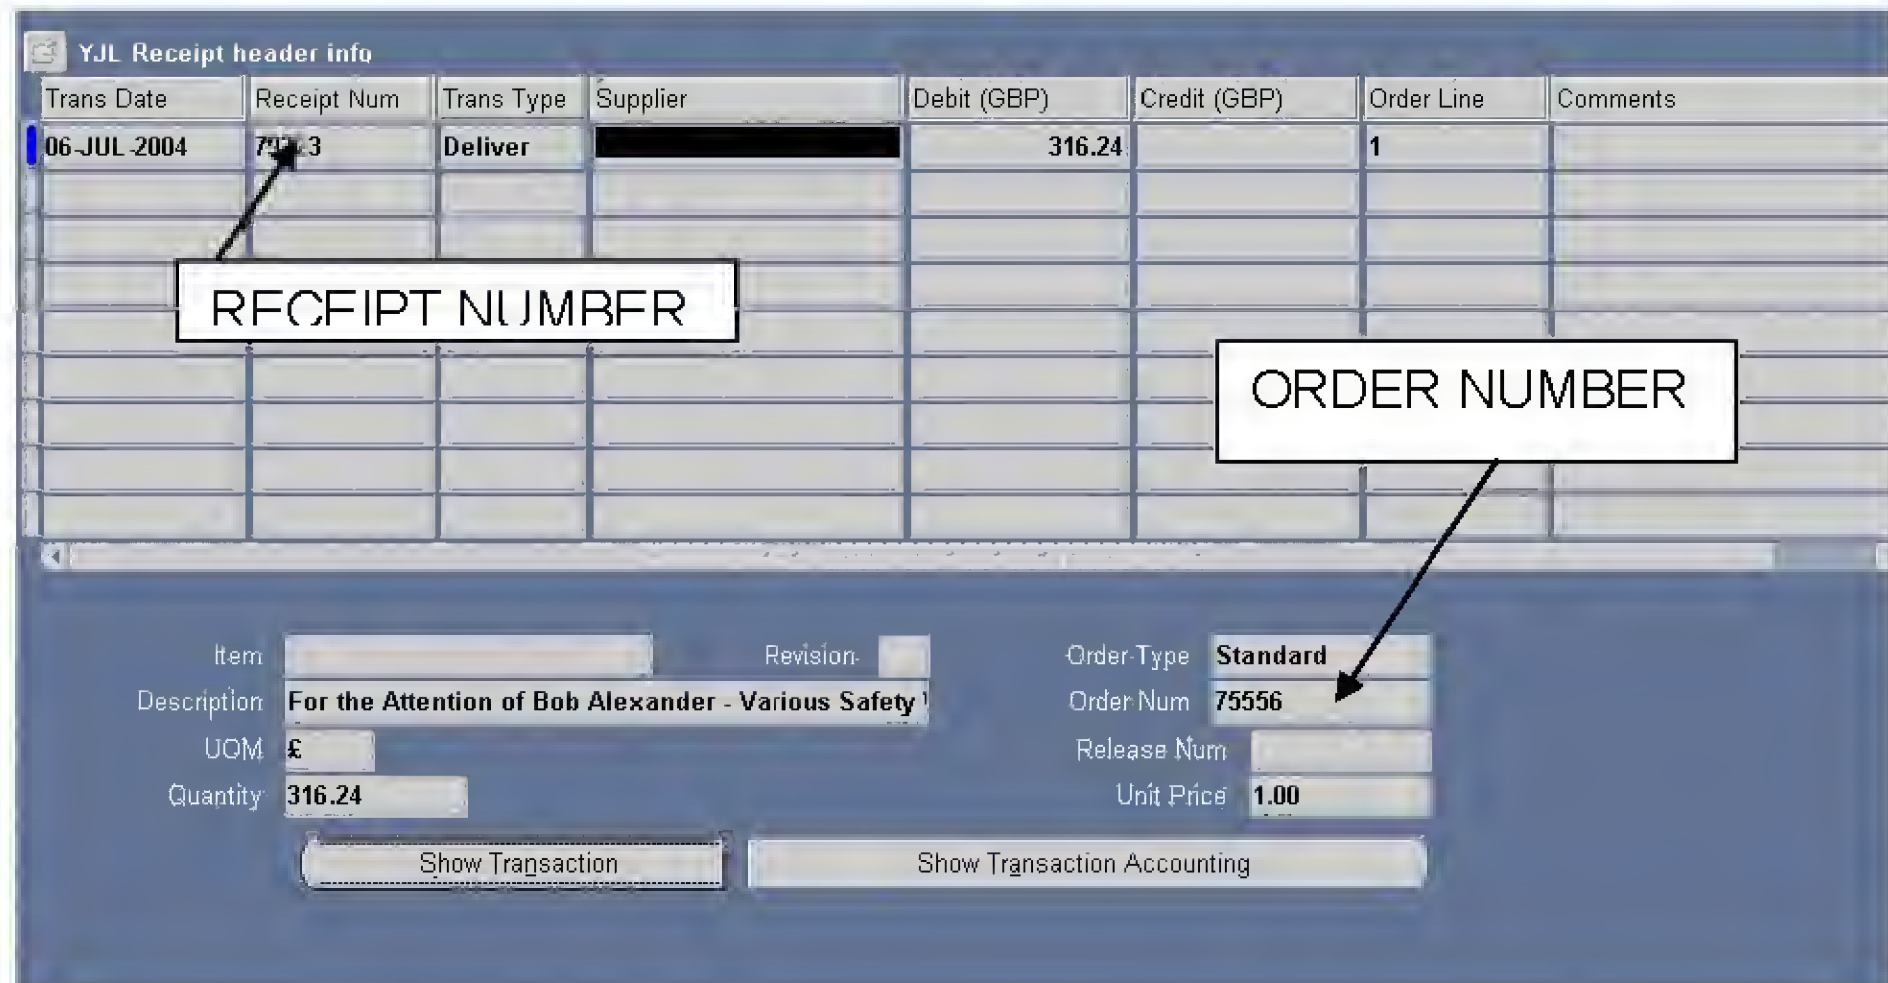 YJL Receipt header info
Trans Date Receipt Num Trans Type Supplier Debit (GBP) Credit (GBP) Order Line Comments
06-JUL-2004 Deliver 316.24 1
RECEIPT NUMBER
ORDER NUMBER
Item Revision Order Type Standard
Description For the Attention of Bob Alexander - Various Safety Order Num 75556
UOM £ Release Num
Quantity 316.24 Unit Price 1.00
Show Transaction Show Transaction Accounting